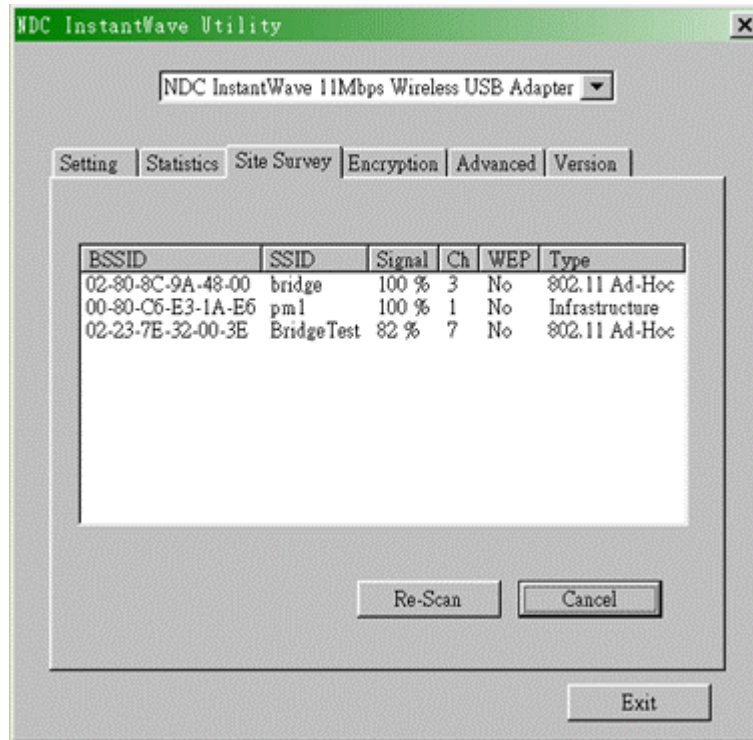 NDC InstantWave Utility
NDC InstantWave 11Mbps Wireless USB Adapter
Setting Statistics Site Survey Encryption Advanced Version
BSSID SSID Signal Ch WEP Type
02-80-8C-9A-48-00 bridge 100 % 3 No 802.11 Ad-Hoc
00-80-C6-E3-1A-E6 pm1 100 % 1 No Infrastructure
02-23-7E-32-00-3E BridgeTest 82 % 7 No 802.11 Ad-Hoc
Re-Scan Cancel
Exit